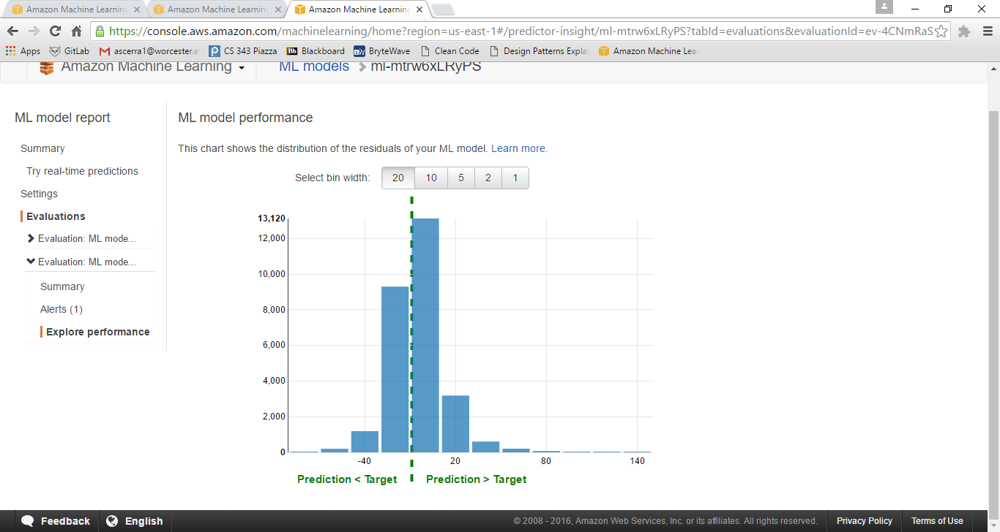 Amazon Machine Learning
Amazon Machine Learning
Amazon Machine Learning
https://console.aws.amazon.com/machinelearning/home?region=us-east-1#/predictor-insight/ml-mtrw6xLRyPS?tabId=evaluations&evaluationId=ev-4CNmRaS
Apps GitLab ascerra1@worcester.e CS 343 Piazza Bb Blackboard BW BryteWave Clean Code Design Patterns Expla Amazon Machine Lea
Amazon Machine Learning ML models ml-mtrw6xLRyPS
ML model report
Summary
Try real-time predictions
Settings
Evaluations
Evaluation: ML mode...
Evaluation: ML mode...
Summary
Alerts (1)
Explore performance
ML model performance
This chart shows the distribution of the residuals of your ML model. Learn more.
Select bin width: 20 10 5 2 1
13,120
12,000
10,000
8,000
6,000
4,000
2,000
0
-40 20 80 140
Prediction < Target Prediction > Target
Feedback English © 2008 - 2016, Amazon Web Services, Inc. or its affiliates. All rights reserved. Privacy Policy Terms of Use